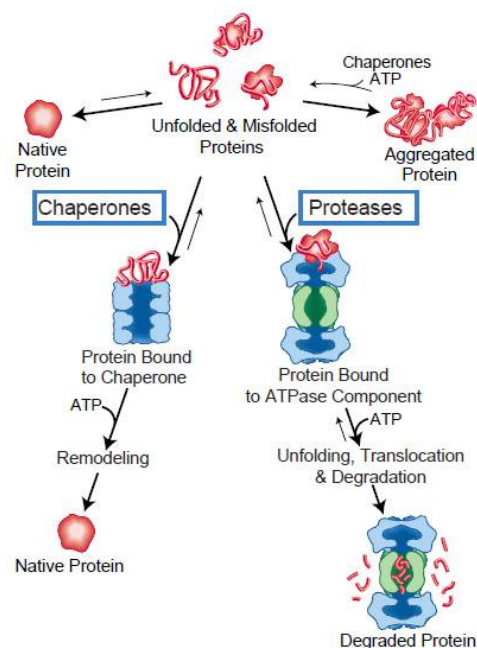 Chaperones
ATP
Unfolded & Misfolded
Proteins
Native
Protein
Aggregated
Protein
Chaperones
Proteases
Protein Bound
to Chaperone
Protein Bound
to ATPase Component
ATP
ATP
Remodeling
Unfolding, Translocation
& Degradation
Native Protein
Degraded Protein